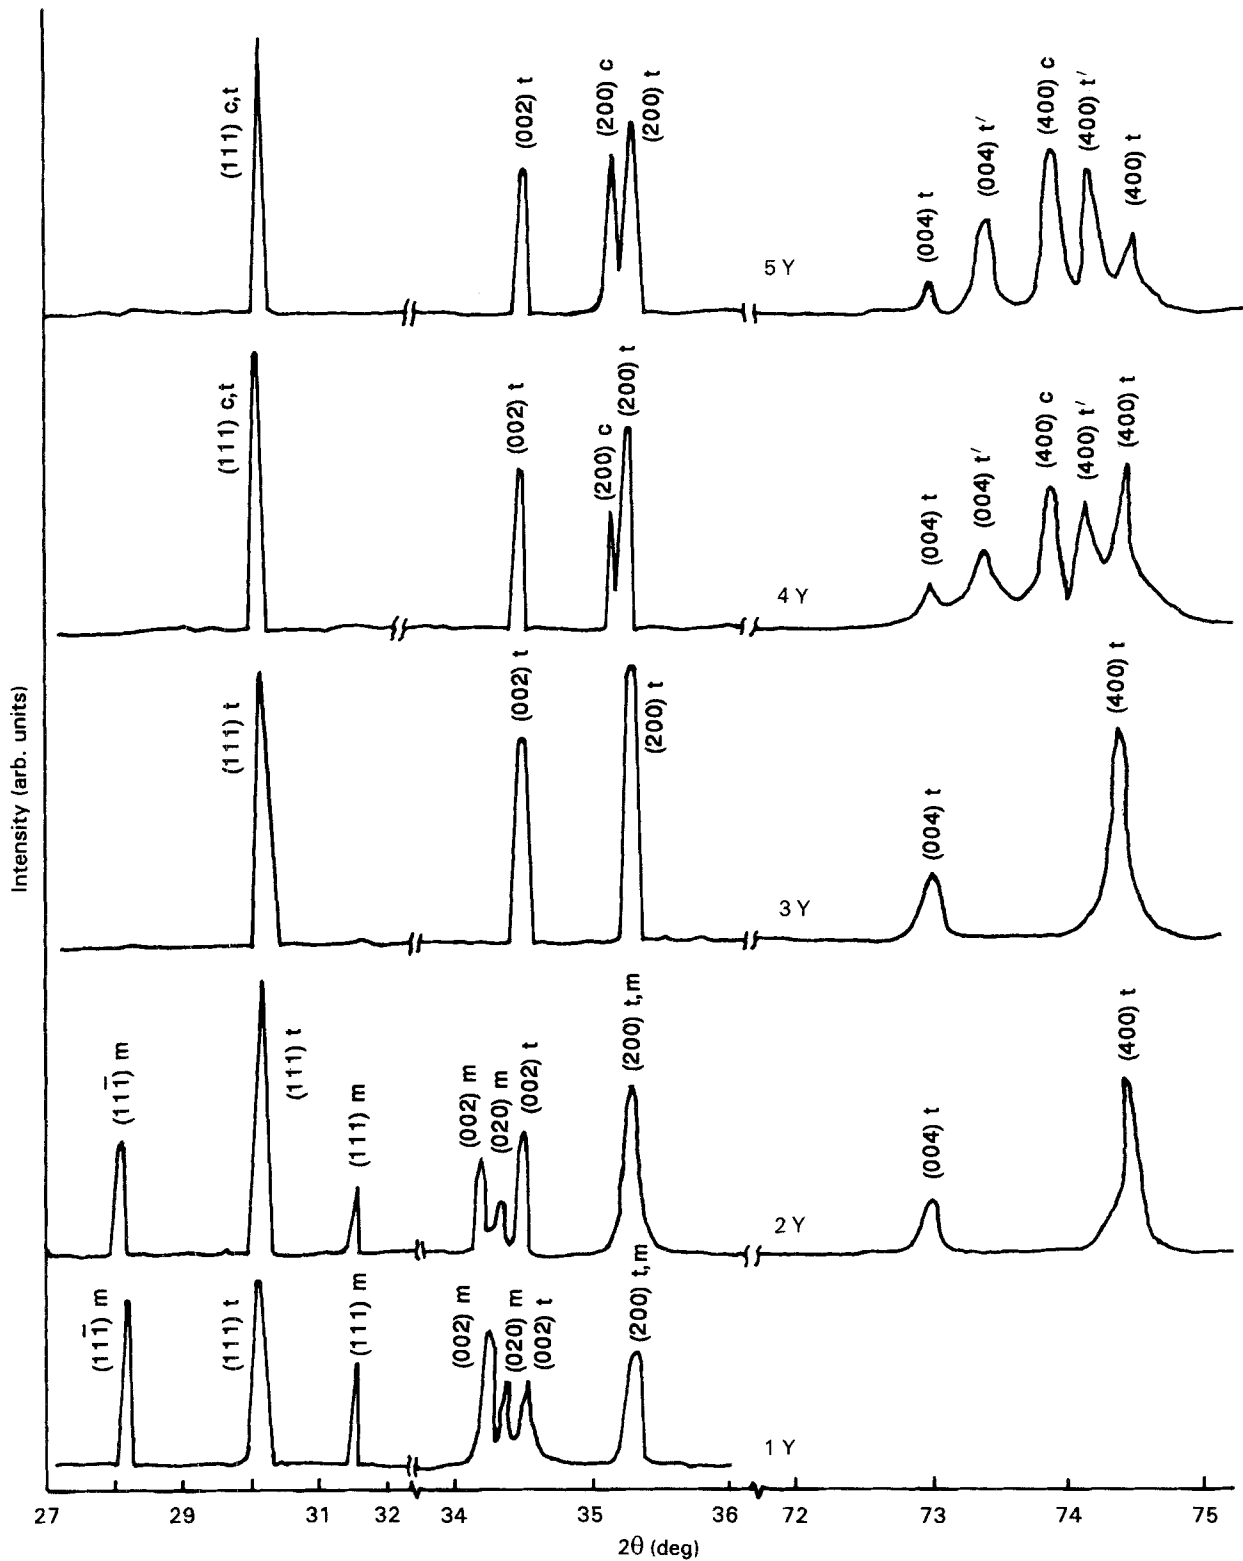 (111) c,t
(002) t
(200) c
(200) t
(004) t
(004) t′
(400) c
(400) t′
(400) t
5 Y
(111) c,t
(002) t
(200) c
(200) t
(004) t
(004) t′
(400) c
(400) t′
(400) t
4 Y
(111) t
(002) t
(200) t
(004) t
(400) t
3 Y
(111̄) m
(111) t
(111) m
(002) m
(020) m
(002) t
(200) t,m
(004) t
(400) t
2 Y
(111̄) m
(111) t
(111) m
(002) m
(020) m
(002) t
(200) t,m
1 Y
Intensity (arb. units)
27 29 31 32 34 35 36 72 73 74 75
2θ (deg)